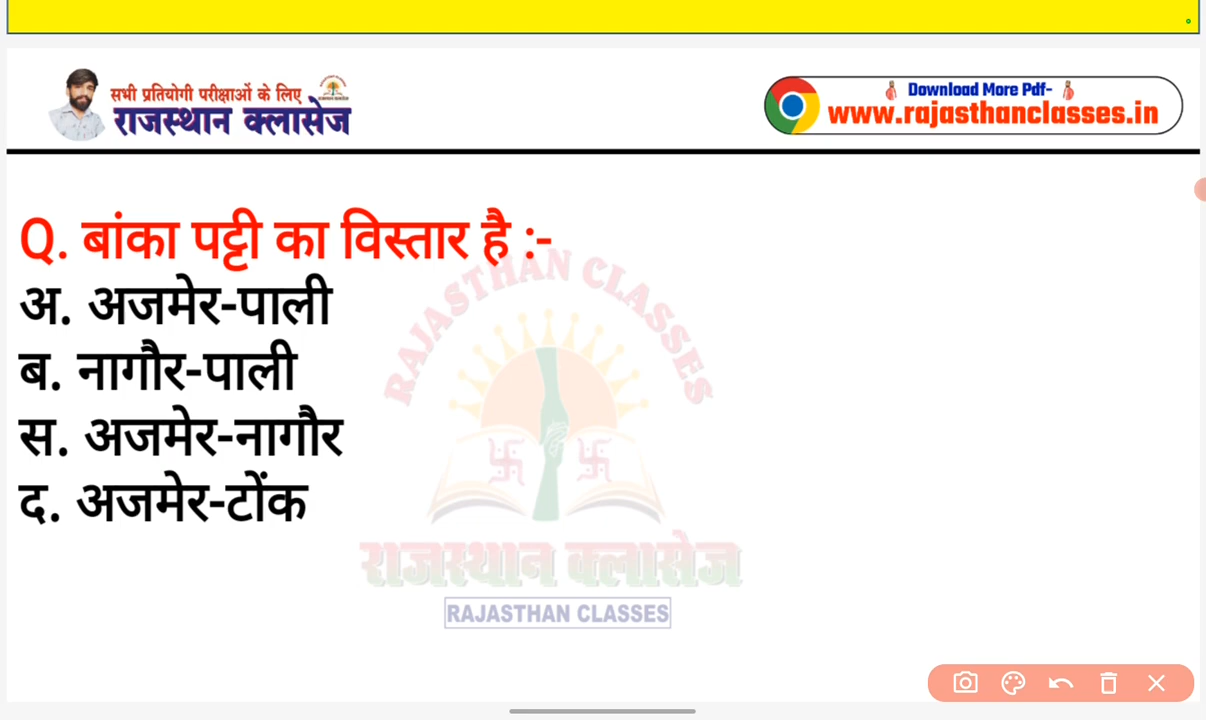 सभी प्रतियोगी परीक्षाओं के लिए
राजस्थान क्लासेज
Download More Pdf-
www.rajasthanclasses.in
Q. बांका पट्टी का विस्तार है :-
अ. अजमेर-पाली
ब. नागौर-पाली
स. अजमेर-नागौर
द. अजमेर-टोंक
RAJASTHAN CLASSES
राजस्थान क्लासेज
RAJASTHAN CLASSES